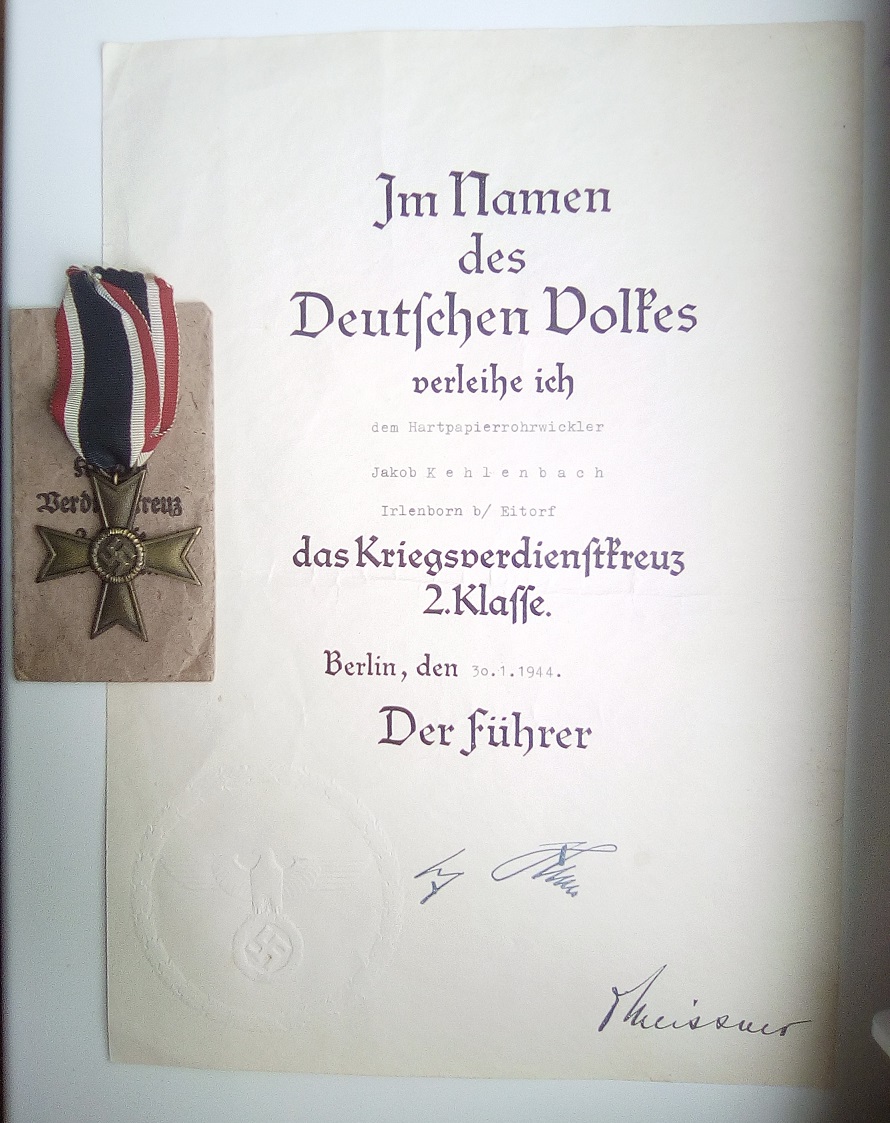 Im Namen
des
Deutschen Volkes
verleihe ich
dem Hartpapierrohrwickler
Jakob Kehlenbach
Irlenborn b/ Eitorf
das Kriegsverdienstkreuz
2.Klasse.
Berlin, den 30.1.1944.
Der Führer
Meissner